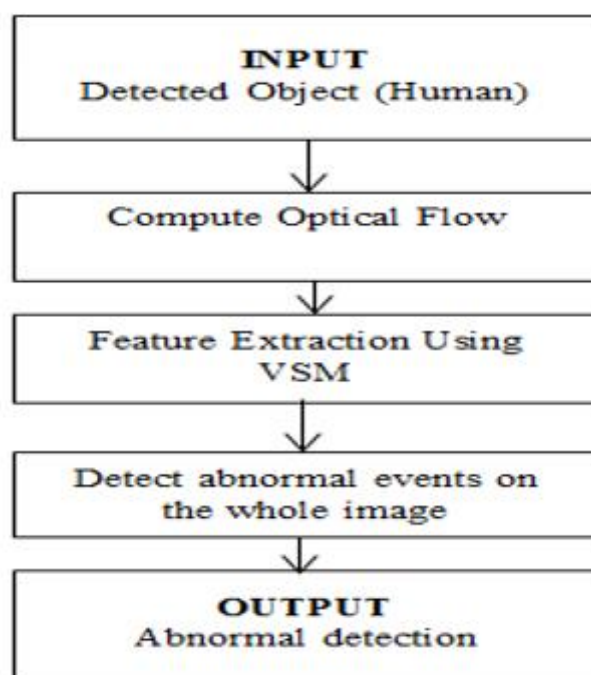 INPUT
Detected Object (Human)
Compute Optical Flow
Feature Extraction Using
VSM
Detect abnormal events on
the whole image
OUTPUT
Abnormal detection